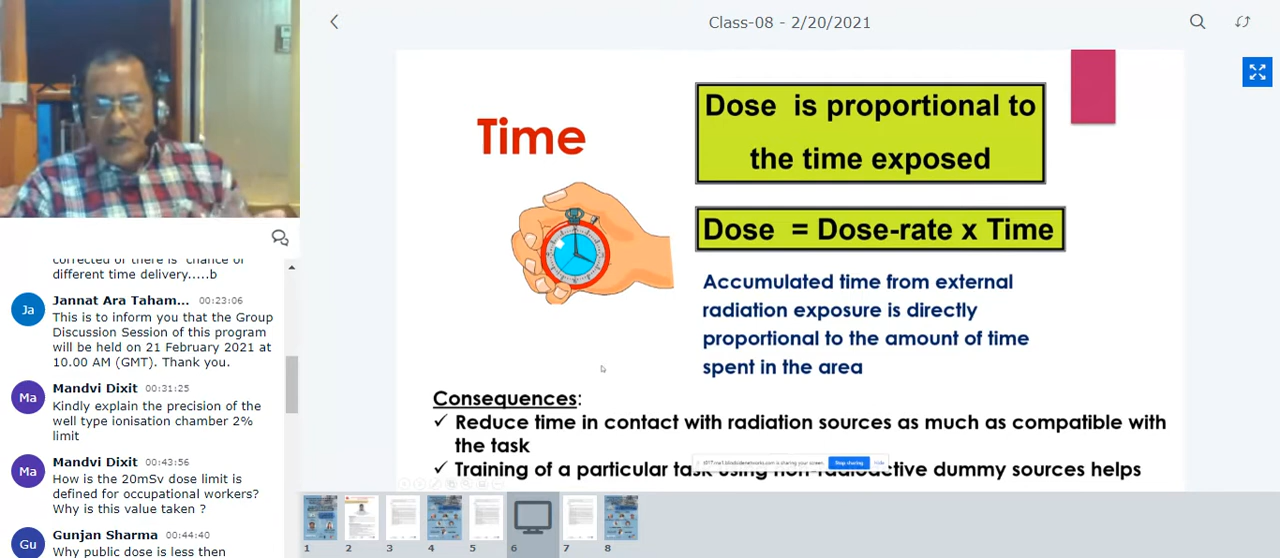 Class-08 - 2/20/2021
Time
Dose is proportional to
the time exposed
Dose = Dose-rate x Time
Accumulated time from external
radiation exposure is directly
proportional to the amount of time
spent in the area
Consequences:
✓ Reduce time in contact with radiation sources as much as compatible with
the task
✓ Training of a particular task using non-radioactive dummy sources helps
is sharing your screen.
Stop sharing
Hide
corrected or there is chance of
different time delivery.....b
Ja
Jannat Ara Taham... 00:23:06
This is to inform you that the Group
Discussion Session of this program
will be held on 21 February 2021 at
10.00 AM (GMT). Thank you.
Ma
Mandvi Dixit 00:31:25
Kindly explain the precision of the
well type ionisation chamber 2%
limit
Ma
Mandvi Dixit 00:43:56
How is the 20mSv dose limit is
defined for occupational workers?
Why is this value taken ?
Gu
Gunjan Sharma 00:44:40
Why public dose is less then
1
2
3
4
5
6
7
8